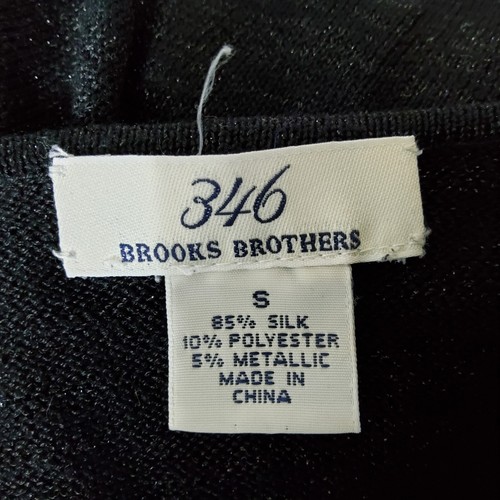 346
BROOKS BROTHERS
S
85% SILK
10% POLYESTER
5% METALLIC
MADE IN
CHINA